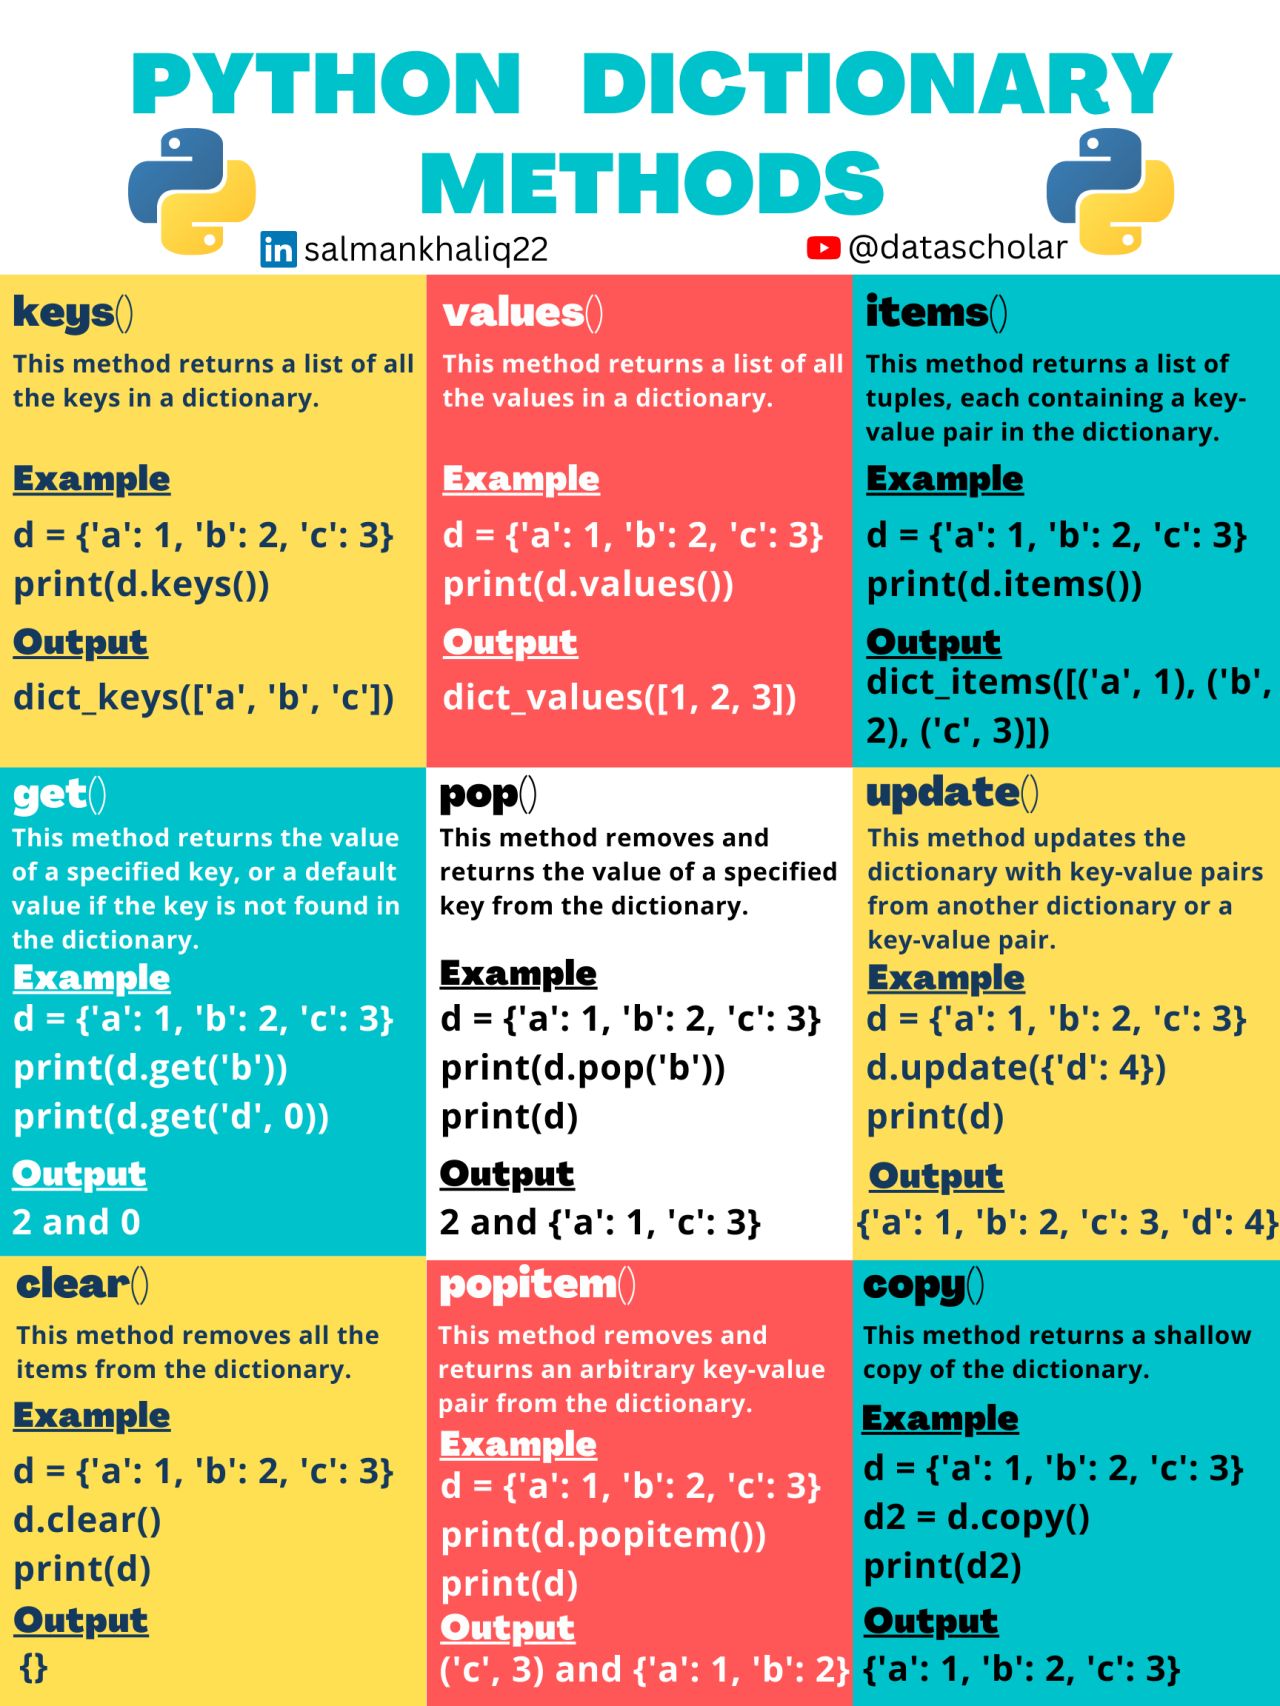 PYTHON DICTIONARY
METHODS
in salmankhaliq22
@datascholar
keys()
This method returns a list of all
the keys in a dictionary.
Example
d = {'a': 1, 'b': 2, 'c': 3}
print(d.keys())
Output
dict_keys(['a', 'b', 'c'])
values()
This method returns a list of all
the values in a dictionary.
Example
d = {'a': 1, 'b': 2, 'c': 3}
print(d.values())
Output
dict_values([1, 2, 3])
items()
This method returns a list of
tuples, each containing a key-
value pair in the dictionary.
Example
d = {'a': 1, 'b': 2, 'c': 3}
print(d.items())
Output
dict_items([('a', 1), ('b',
2), ('c', 3)])
get()
This method returns the value
of a specified key, or a default
value if the key is not found in
the dictionary.
Example
d = {'a': 1, 'b': 2, 'c': 3}
print(d.get('b'))
print(d.get('d', 0))
Output
2 and 0
pop()
This method removes and
returns the value of a specified
key from the dictionary.
Example
d = {'a': 1, 'b': 2, 'c': 3}
print(d.pop('b'))
print(d)
Output
2 and {'a': 1, 'c': 3}
update()
This method updates the
dictionary with key-value pairs
from another dictionary or a
key-value pair.
Example
d = {'a': 1, 'b': 2, 'c': 3}
d.update({'d': 4})
print(d)
Output
{'a': 1, 'b': 2, 'c': 3, 'd': 4}
clear()
This method removes all the
items from the dictionary.
Example
d = {'a': 1, 'b': 2, 'c': 3}
d.clear()
print(d)
Output
{}
popitem()
This method removes and
returns an arbitrary key-value
pair from the dictionary.
Example
d = {'a': 1, 'b': 2, 'c': 3}
print(d.popitem())
print(d)
Output
('c', 3) and {'a': 1, 'b': 2}
copy()
This method returns a shallow
copy of the dictionary.
Example
d = {'a': 1, 'b': 2, 'c': 3}
d2 = d.copy()
print(d2)
Output
{'a': 1, 'b': 2, 'c': 3}